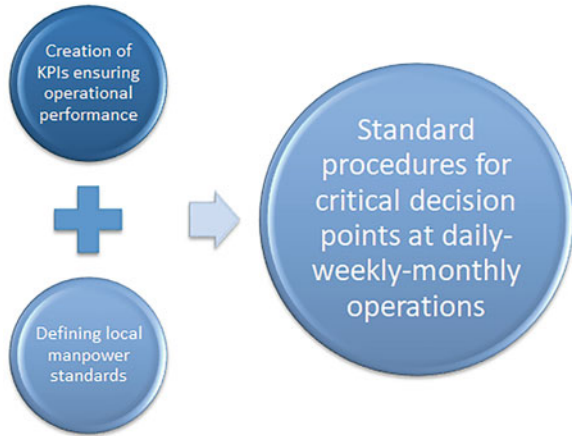 Creation of
KPIs ensuring
operational
performance
Defining local
manpower
standards
Standard
procedures for
critical decision
points at daily-
weekly-monthly
operations